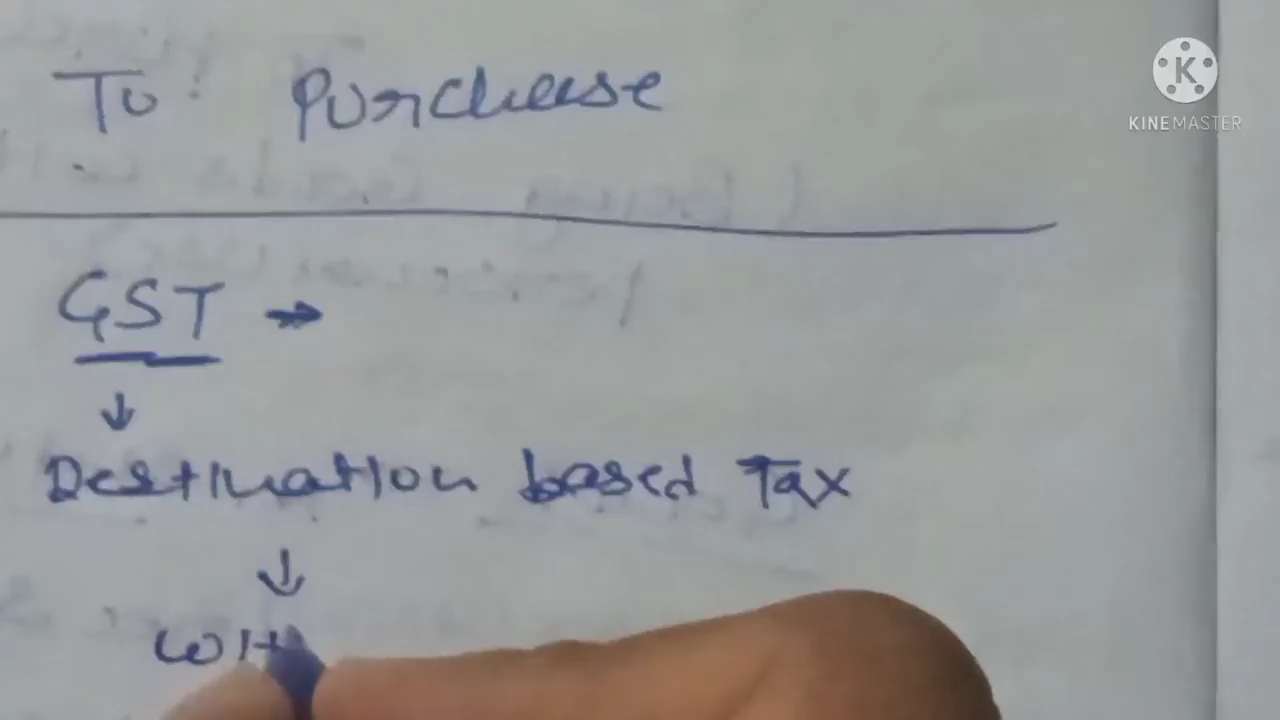 To Purchase
K
KINEMASTER
GST →
↓
Destination based Tax
↓